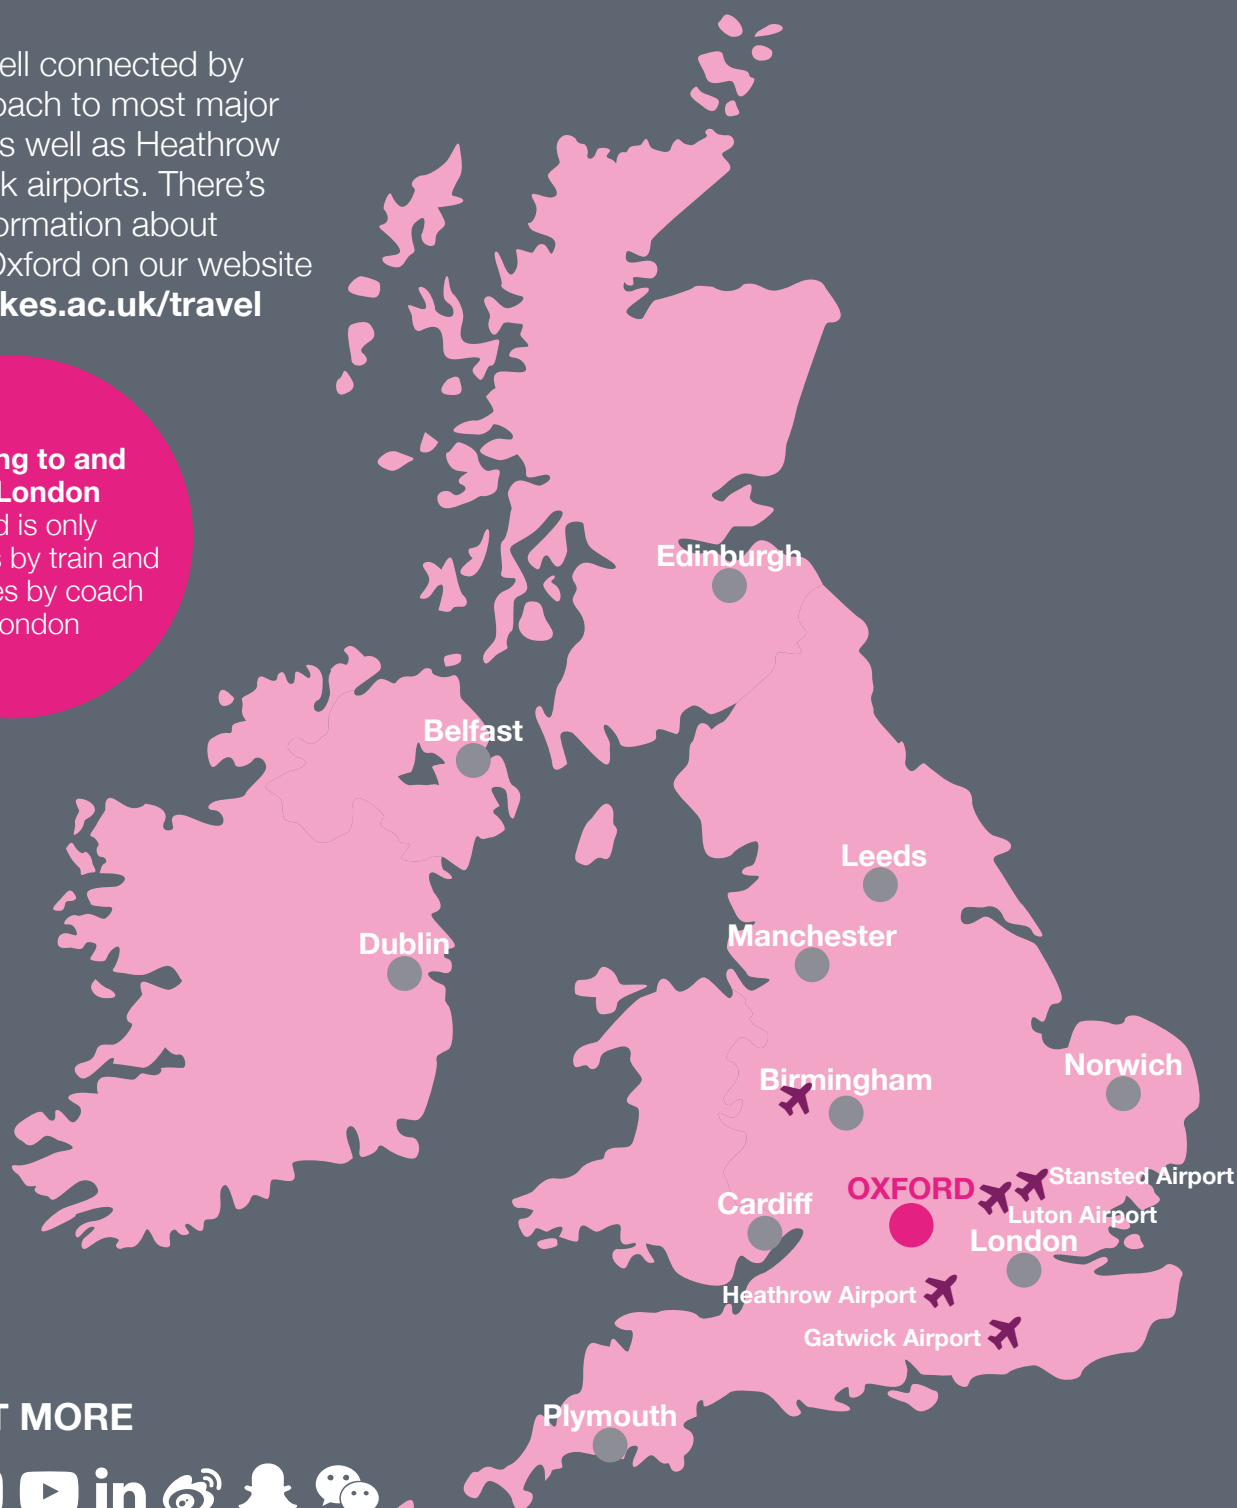 ell connected by
oach to most major
s well as Heathrow
k airports. There's
ormation about
Oxford on our website
kes.ac.uk/travel
ng to and
London
d is only
s by train and
es by coach
ondon
Edinburgh
Belfast
Leeds
Manchester
Dublin
Norwich
Birmingham
Stansted Airport
OXFORD
Cardiff
Luton Airport
London
Heathrow Airport
Gatwick Airport
Plymouth
T MORE
in